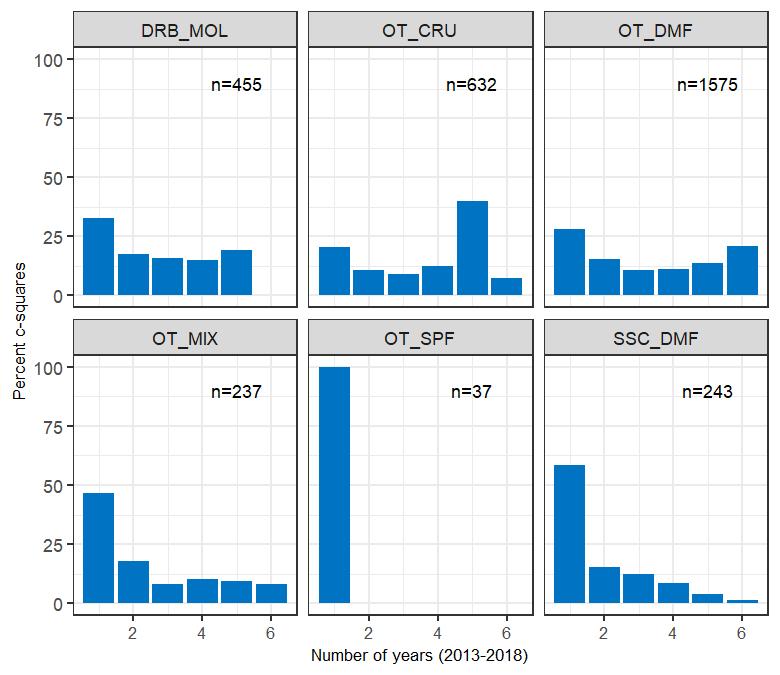 DRB_MOL OT_CRU OT_DMF
n=455 n=632 n=1575
100
75
50
25
0
OT_MIX OT_SPF SSC_DMF
n=237 n=37 n=243
100
75
50
25
0
2 4 6 2 4 6 2 4 6
Number of years (2013-2018)
Percent c-squares